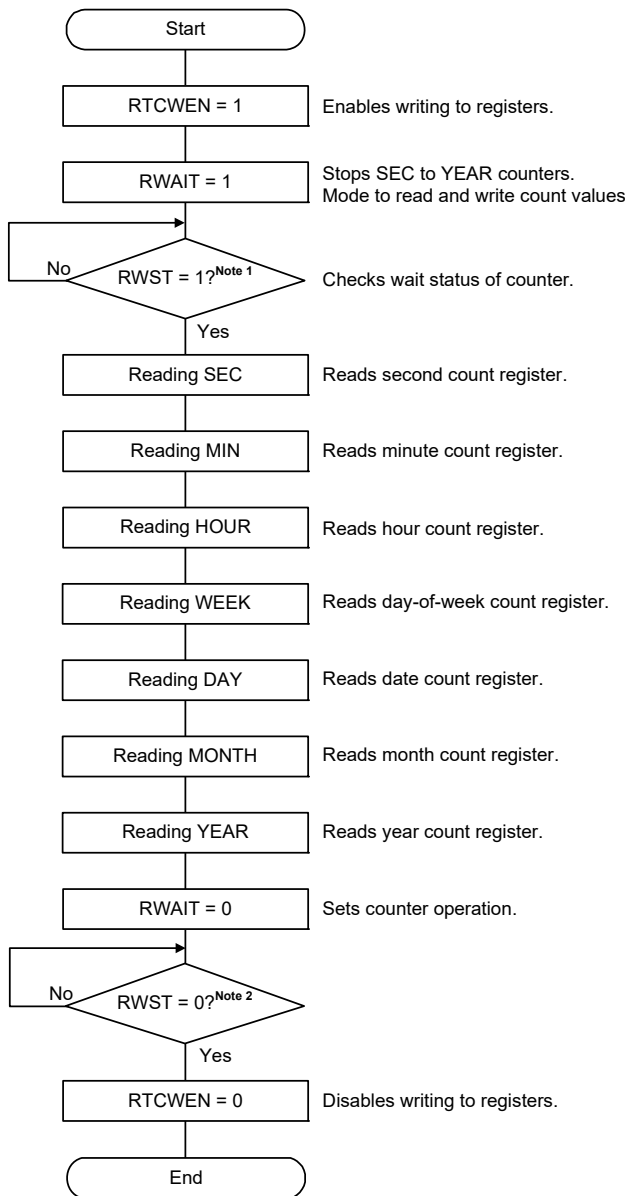 Start
RTCWEN = 1
Enables writing to registers.
RWAIT = 1
Stops SEC to YEAR counters.
Mode to read and write count values
No
RWST = 1?Note 1
Checks wait status of counter.
Yes
Reading SEC
Reads second count register.
Reading MIN
Reads minute count register.
Reading HOUR
Reads hour count register.
Reading WEEK
Reads day-of-week count register.
Reading DAY
Reads date count register.
Reading MONTH
Reads month count register.
Reading YEAR
Reads year count register.
RWAIT = 0
Sets counter operation.
No
RWST = 0?Note 2
Yes
RTCWEN = 0
Disables writing to registers.
End